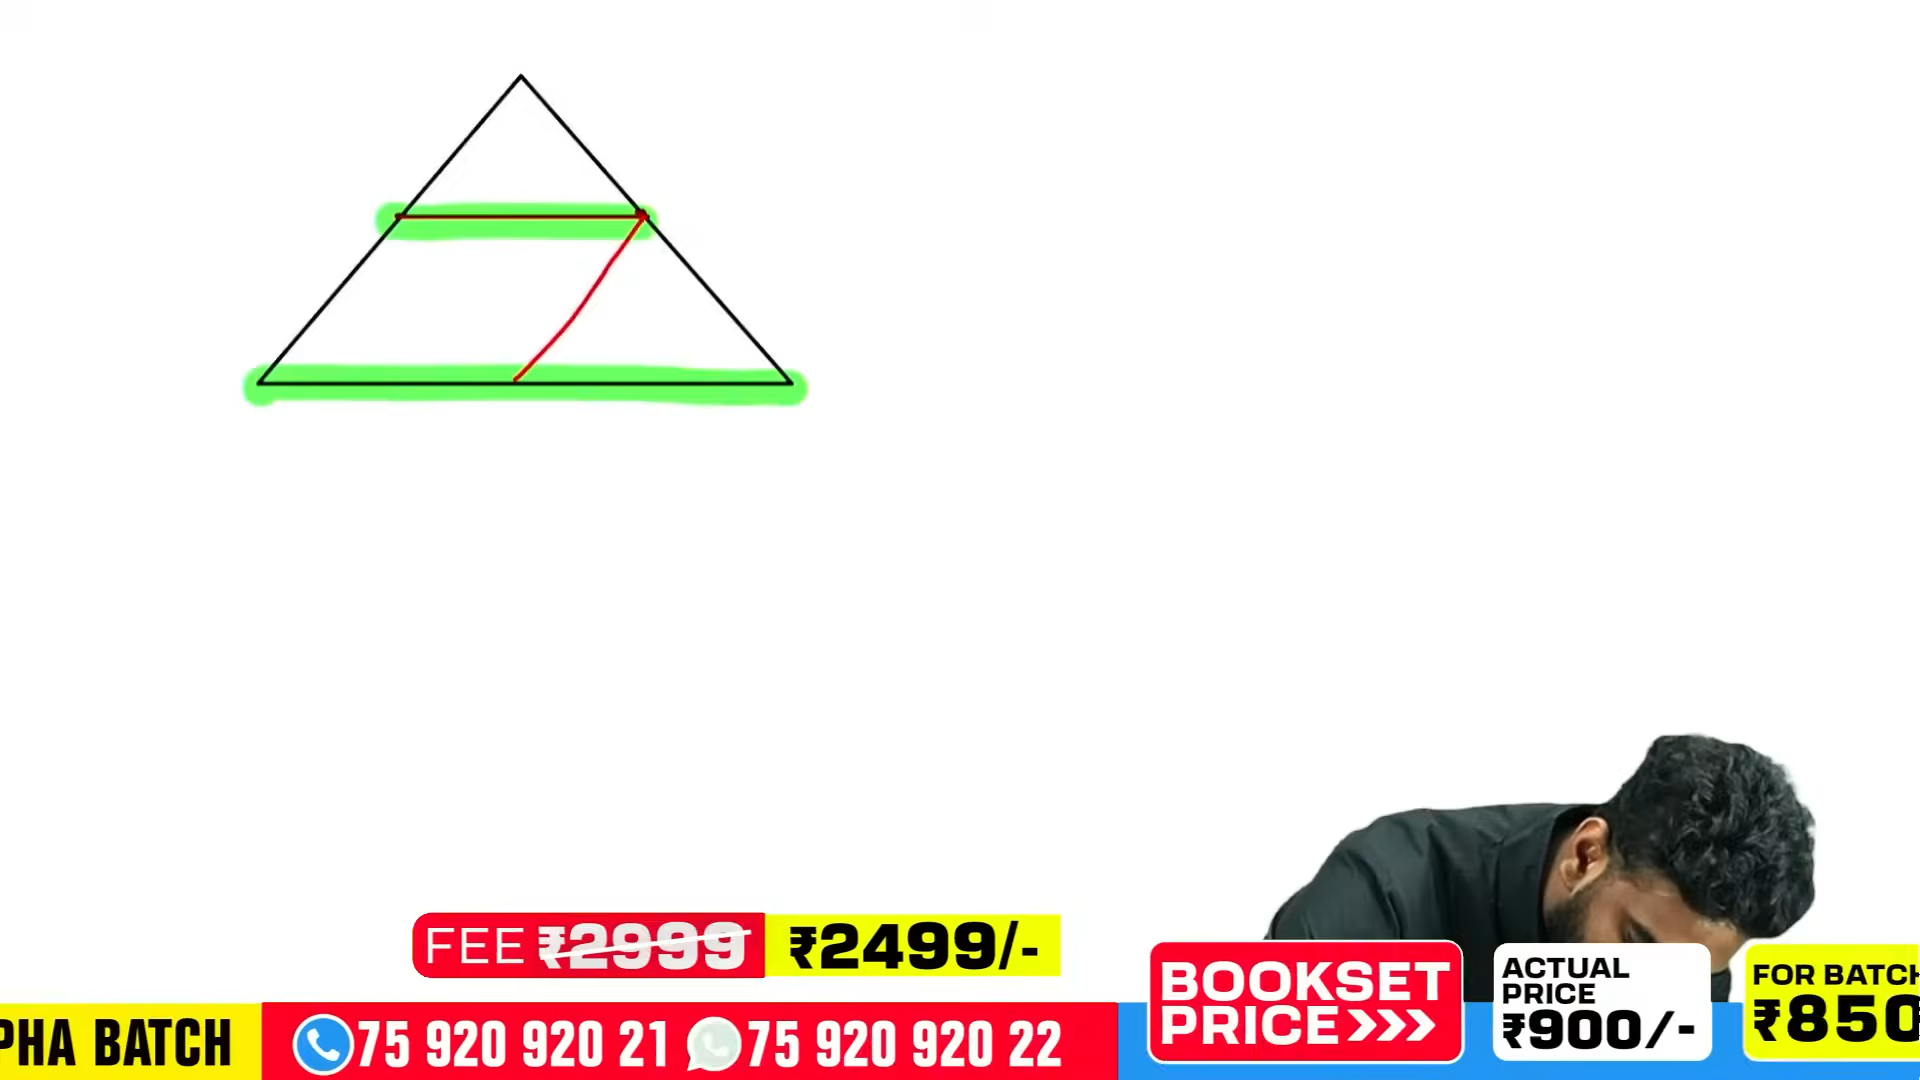 FEE ₹2999 ₹2499/-
BOOKSET
PRICE >>>
ACTUAL
PRICE
₹900/-
FOR BATCH
₹850
PHA BATCH 75 920 920 21 75 920 920 22